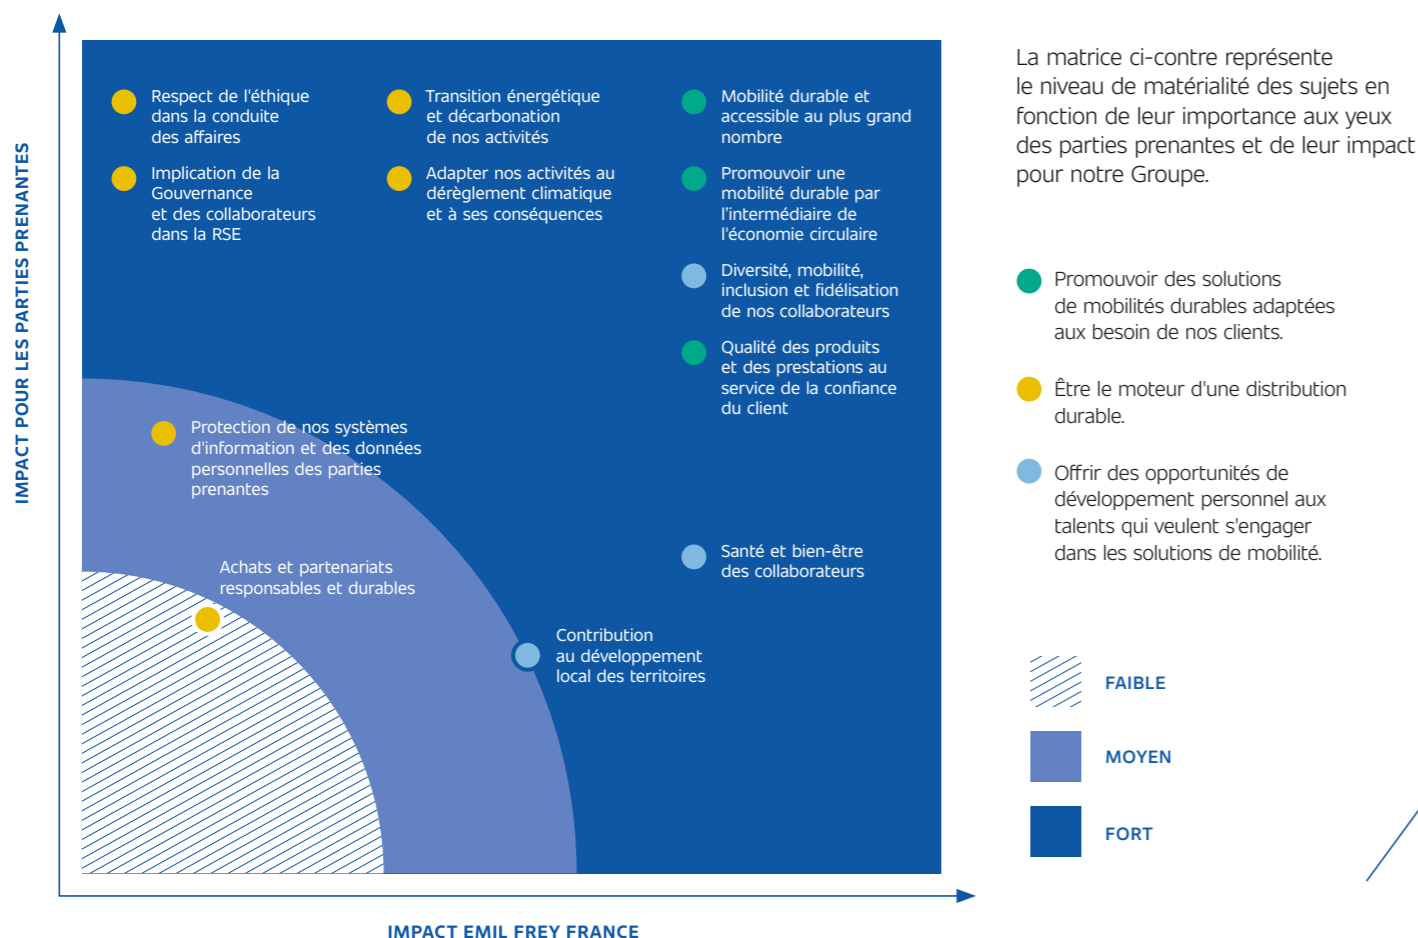 IMPACT POUR LES PARTIES PRENANTES
Respect de l'éthique
dans la conduite
des affaires
Implication de la
Gouvernance
et des collaborateurs
dans la RSE
Transition énergétique
et décarbonation
de nos activités
Adapter nos activités au
dérèglement climatique
et à ses conséquences
Mobilité durable et
accessible au plus grand
nombre
Promouvoir une
mobilité durable par
l'intermédiaire de
l'économie circulaire
Diversité, mobilité,
inclusion et fidélisation
de nos collaborateurs
Qualité des produits
et des prestations au
service de la confiance
du client
Protection de nos systèmes
d'information et des données
personnelles des parties
prenantes
Achats et partenariats
responsables et durables
Santé et bien-être
des collaborateurs
Contribution
au développement
local des territoires
IMPACT EMIL FREY FRANCE
La matrice ci-contre représente
le niveau de matérialité des sujets en
fonction de leur importance aux yeux
des parties prenantes et de leur impact
pour notre Groupe.
Promouvoir des solutions
de mobilités durables adaptées
aux besoin de nos clients.
Être le moteur d'une distribution
durable.
Offrir des opportunités de
développement personnel aux
talents qui veulent s'engager
dans les solutions de mobilité.
FAIBLE
MOYEN
FORT